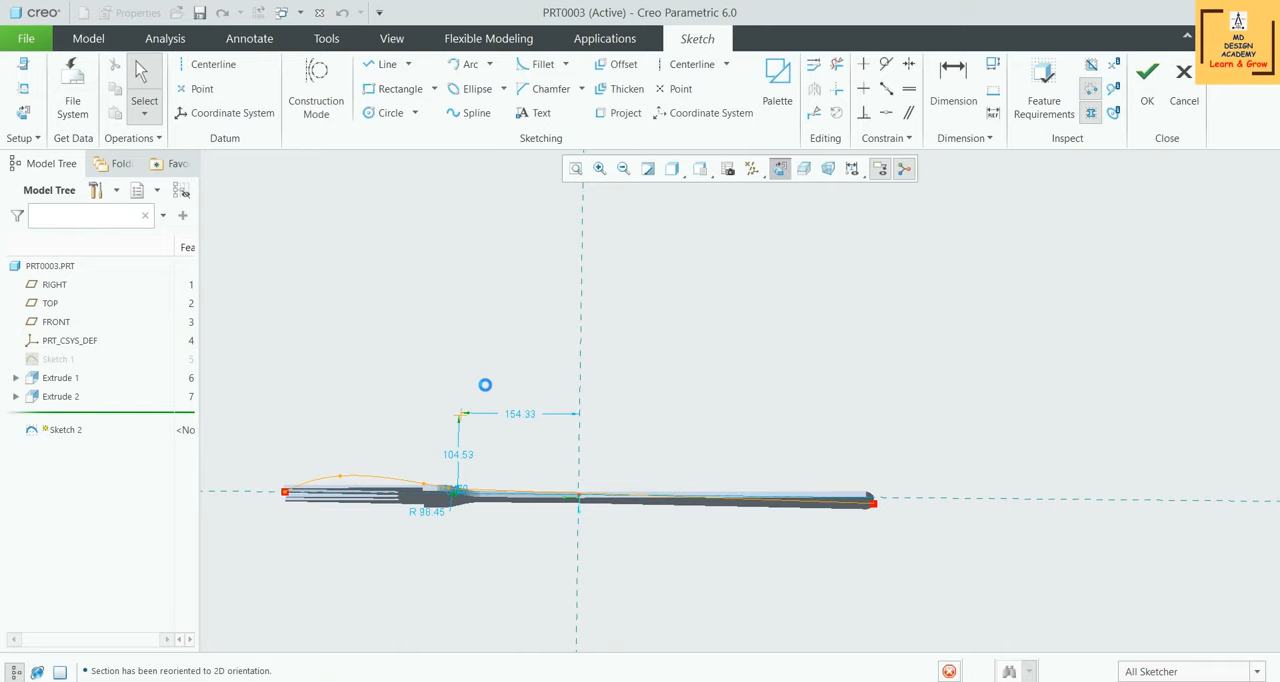 creo
Properties
PRT0003 (Active) - Creo Parametric 6.0
MD
DESIGN
ACADEMY
Learn & Grow
File Model Analysis Annotate Tools View Flexible Modeling Applications Sketch
File
System
Select
Centerline
Point
Coordinate System
Construction
Mode
Line Arc Fillet Offset Centerline
Rectangle Ellipse Chamfer Thicken Point
Circle Spline Text Project Coordinate System
Palette
Dimension
Feature
Requirements
OK Cancel
Setup Get Data Operations Datum Sketching Editing Constrain Dimension Inspect Close
Model Tree Fold Favo
Model Tree
Fea
PRT0003.PRT
RIGHT 1
TOP 2
FRONT 3
PRT_CSYS_DEF 4
Sketch 1 5
Extrude 1 6
Extrude 2 7
Sketch 2 <No
154.33
104.53
R 98.45
Section has been reoriented to 2D orientation.
All Sketcher